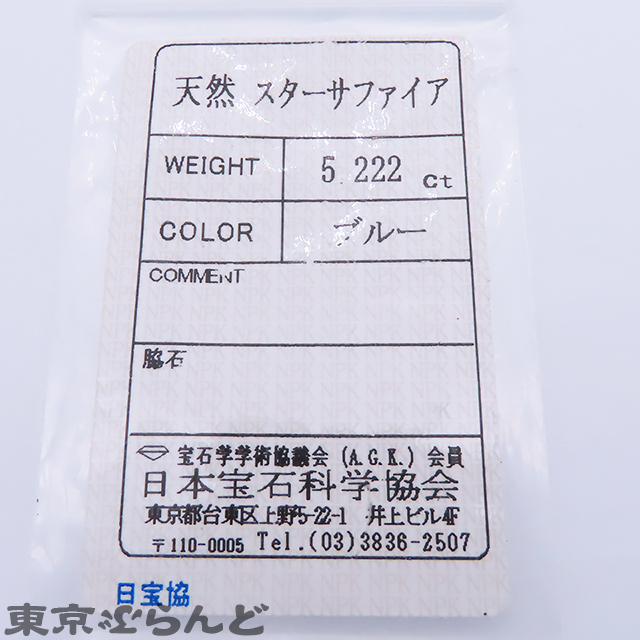 天然 スターサファイア
WEIGHT 5.222 ct
COLOR ブルー
COMMENT
脇石
宝石学学術協議会 (A.G.K.) 会員
日本宝石科学協会
東京都台東区上野5-22-1 井上ビル4F
〒110-0005 Tel.(03)3836-2507
日宝協
東京ぶらんど